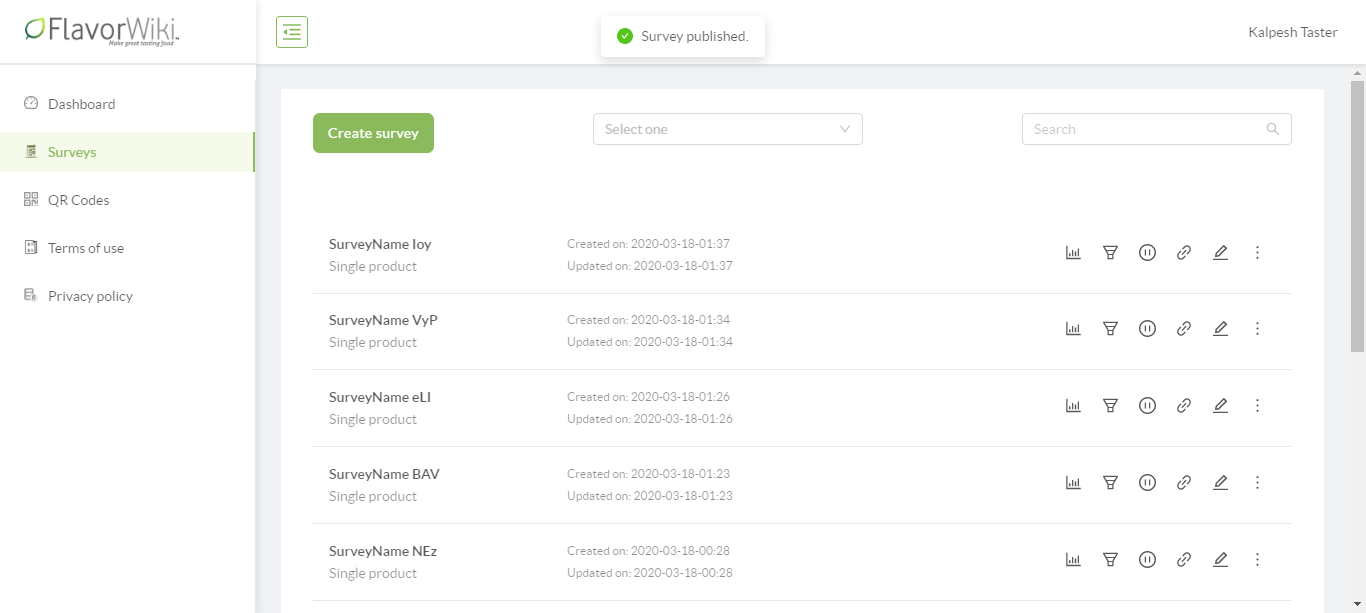 FlavorWiki
Make great tasting food
Survey published.
Kalpesh Taster
Dashboard
Surveys
QR Codes
Terms of use
Privacy policy
Create survey
Select one
Search
SurveyName Ioy
Single product
Created on: 2020-03-18-01:37
Updated on: 2020-03-18-01:37
SurveyName VyP
Single product
Created on: 2020-03-18-01:34
Updated on: 2020-03-18-01:34
SurveyName eLI
Single product
Created on: 2020-03-18-01:26
Updated on: 2020-03-18-01:26
SurveyName BAV
Single product
Created on: 2020-03-18-01:23
Updated on: 2020-03-18-01:23
SurveyName NEz
Single product
Created on: 2020-03-18-00:28
Updated on: 2020-03-18-00:28